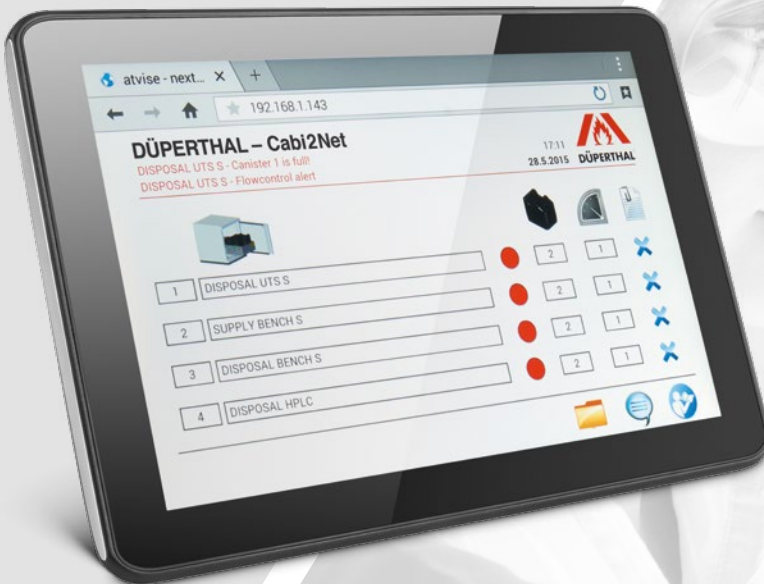 atvise - next...
192.168.1.143
DÜPERTHAL – Cabi2Net
DISPOSAL UTS S - Canister 1 is full!
DISPOSAL UTS S - Flowcontrol alert
17:11
28.5.2015
DÜPERTHAL
1 DISPOSAL UTS S 2 1
2 SUPPLY BENCH S 2 1
3 DISPOSAL BENCH S 2 1
4 DISPOSAL HPLC 2 1